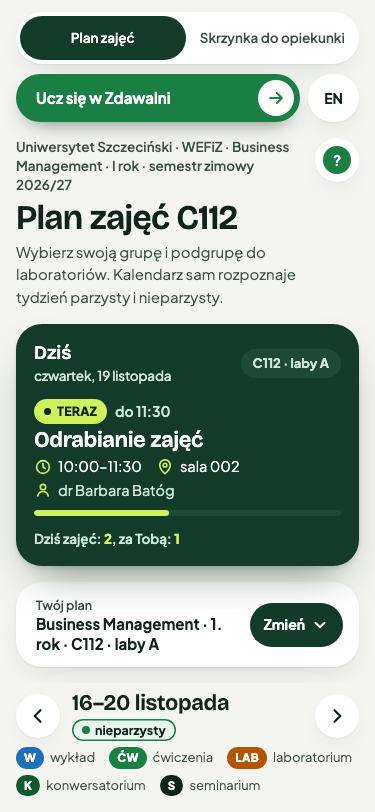 Plan zajęć
Skrzynka do opiekunki
Ucz się w Zdawalni
EN
Uniwersytet Szczeciński · WEFiZ · Business
Management · I rok · semestr zimowy
2026/27
?
Plan zajęć C112
Wybierz swoją grupę i podgrupę do
laboratoriów. Kalendarz sam rozpoznaje
tydzień parzysty i nieparzysty.
Dziś
czwartek, 19 listopada
C112 · laby A
TERAZ do 11:30
Odrabianie zajęć
10:00–11:30 sala 002
dr Barbara Batóg
Dziś zajęć: 2, za Tobą: 1
Twój plan
Business Management · 1.
rok · C112 · laby A
Zmień
16–20 listopada
nieparzysty
W wykład ĆW ćwiczenia LAB laboratorium
K konwersatorium S seminarium